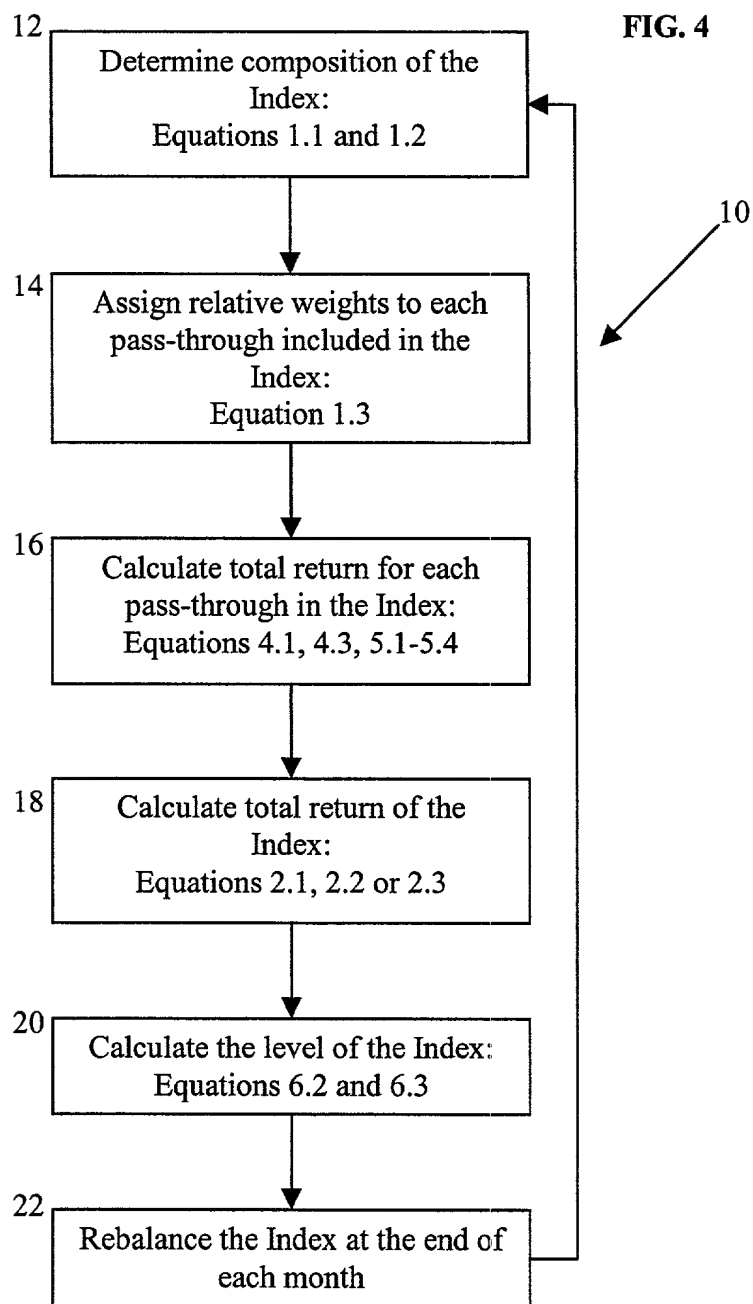 FIG. 4
12
Determine composition of the
Index:
Equations 1.1 and 1.2
10
14
Assign relative weights to each
pass-through included in the
Index:
Equation 1.3
16
Calculate total return for each
pass-through in the Index:
Equations 4.1, 4.3, 5.1-5.4
18
Calculate total return of the
Index:
Equations 2.1, 2.2 or 2.3
20
Calculate the level of the Index:
Equations 6.2 and 6.3
22
Rebalance the Index at the end of
each month